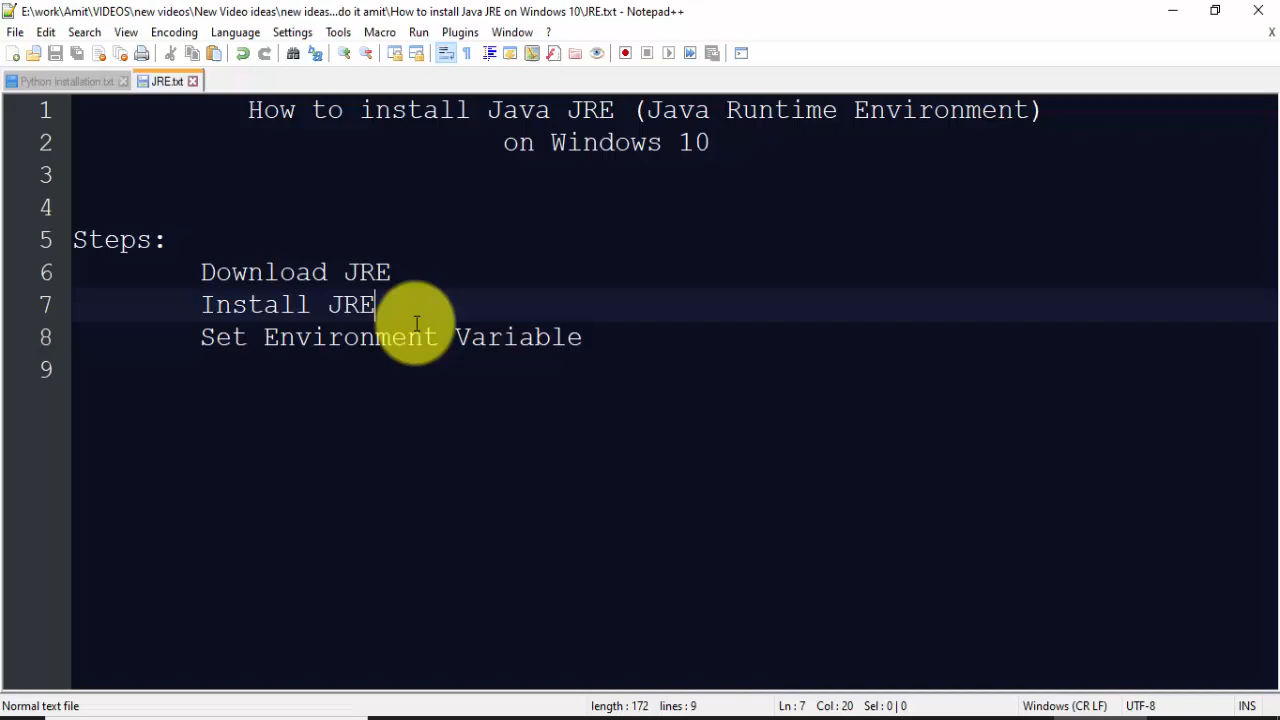 E:\work\Amit\VIDEOS\new videos\New Video ideas\new ideas...do it amit\How to install Java JRE on Windows 10\JRE.txt - Notepad++
File Edit Search View Encoding Language Settings Tools Macro Run Plugins Window ? X
Python installation.txt JRE.txt
1 How to install Java JRE (Java Runtime Environment)
2 on Windows 10
3
4
5 Steps:
6 Download JRE
7 Install JRE
8 Set Environment Variable
9
Normal text file length : 172 lines : 9 Ln : 7 Col : 20 Sel : 0 | 0 Windows (CR LF) UTF-8 INS